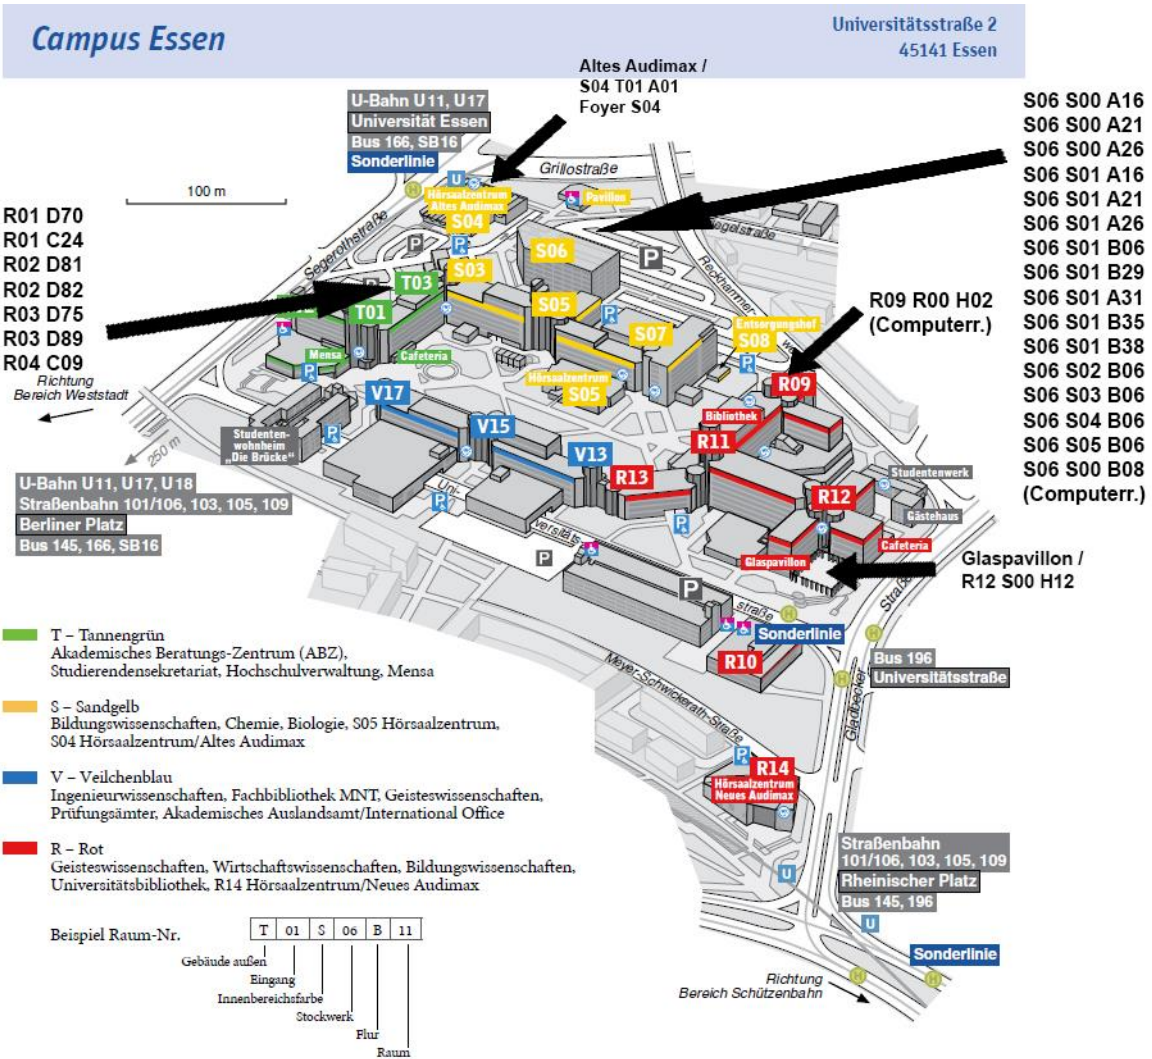 Campus Essen
Universitätsstraße 2
45141 Essen
Altes Audimax /
S04 T01 A01
Foyer S04
U-Bahn U11, U17
Universität Essen
Bus 166, SB16
Sonderlinie
S06 S00 A16
S06 S00 A21
S06 S00 A26
S06 S01 A16
S06 S01 A21
S06 S01 A26
S06 S01 B06
S06 S01 B29
S06 S01 A31
S06 S01 B35
S06 S01 B38
S06 S02 B06
S06 S03 B06
S06 S04 B06
S06 S05 B06
S06 S00 B08
(Computerr.)
100 m
R01 D70
R01 C24
R02 D81
R02 D82
R03 D75
R03 D89
R04 C09
Richtung
Bereich Weststadt
250 m
U
H
Grillostraße
Segerothstraße
Hörsaalzentrum
Altes Audimax
S04
Pavillon
P
S06
P
S03
T03
T01
S05
S07
Entsorgungshof
S08
Mensa
Cafeteria
Hörsaalzentrum
S05
R09 R00 H02
(Computerr.)
R09
Bibliothek
R11
V17
V15
V13
R13
R12
Studenten-
wohnheim
„Die Brücke“
Studentenwerk
Gästehaus
Cafeteria
Glaspavillon
Glaspavillon /
R12 S00 H12
U-Bahn U11, U17, U18
Straßenbahn 101/106, 103, 105, 109
Berliner Platz
Bus 145, 166, SB16
Uni-
versitäts
straße
P
P
H
Sonderlinie
R10
H
Bus 196
Universitätsstraße
H
Gladbecker
Straße
Meyer-Schwickerath-Straße
P
R14
Hörsaalzentrum
Neues Audimax
T – Tannengrün
Akademisches Beratungs-Zentrum (ABZ),
Studierendensekretariat, Hochschulverwaltung, Mensa
S – Sandgelb
Bildungswissenschaften, Chemie, Biologie, S05 Hörsaalzentrum,
S04 Hörsaalzentrum/Altes Audimax
V – Veilchenblau
Ingenieurwissenschaften, Fachbibliothek MNT, Geisteswissenschaften,
Prüfungsämter, Akademisches Auslandsamt/International Office
R – Rot
Geisteswissenschaften, Wirtschaftswissenschaften, Bildungswissenschaften,
Universitätsbibliothek, R14 Hörsaalzentrum/Neues Audimax
Straßenbahn
101/106, 103, 105, 109
Rheinischer Platz
Bus 145, 196
U
U
Sonderlinie
H
H
Richtung
Bereich Schützenbahn
Beispiel Raum-Nr.
T 01 S 06 B 11
Gebäude außen
Eingang
Innenbereichsfarbe
Stockwerk
Flur
Raum